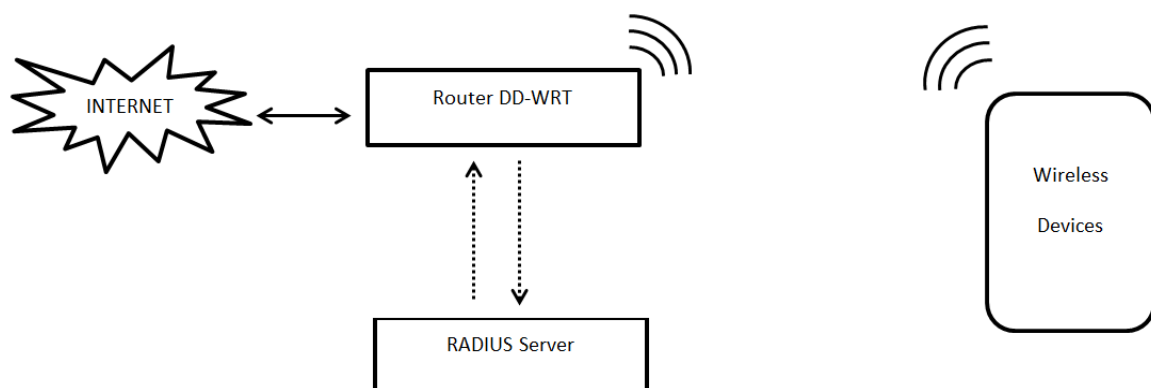 INTERNET
Router DD-WRT
Wireless
Devices
RADIUS Server